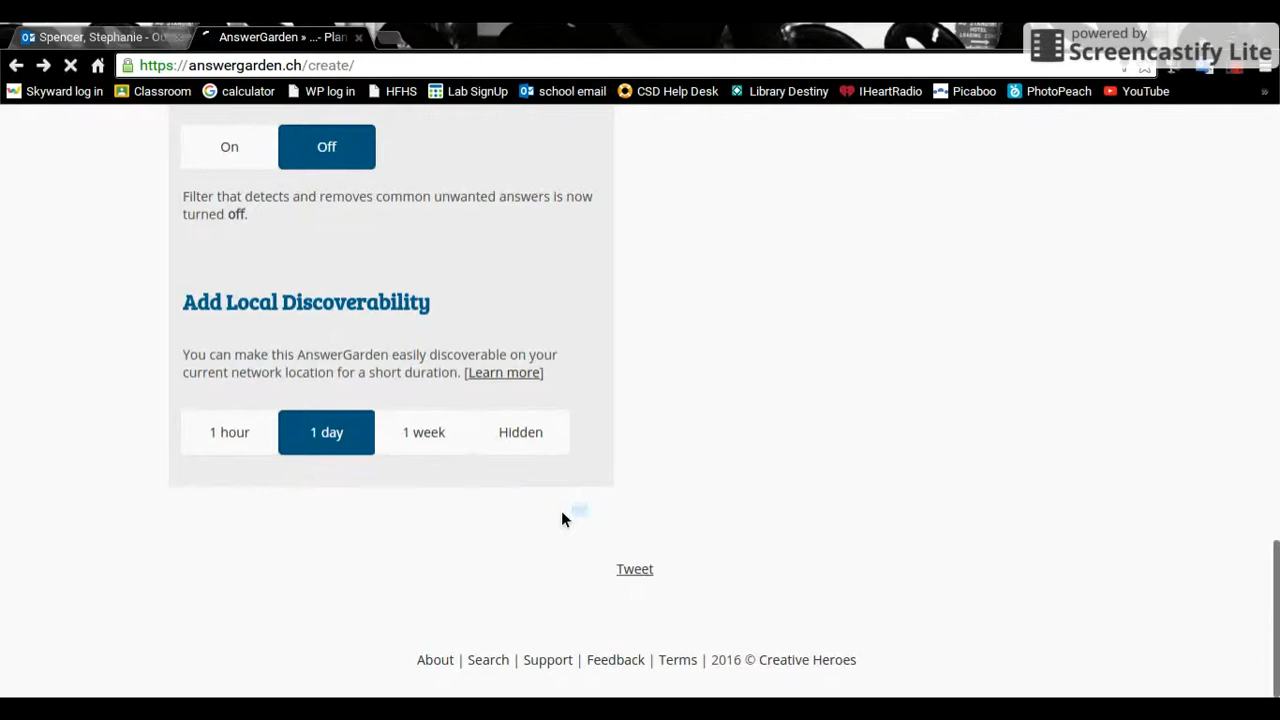 Spencer, Stephanie - Ou
AnswerGarden » ...- Plan
powered by
Screencastify Lite
https://answergarden.ch/create/
Skyward log in
Classroom
calculator
WP log in
HFHS
Lab SignUp
school email
CSD Help Desk
Library Destiny
IHeartRadio
Picaboo
PhotoPeach
YouTube
»
On
Off
Filter that detects and removes common unwanted answers is now
turned off.
Add Local Discoverability
You can make this AnswerGarden easily discoverable on your
current network location for a short duration. [Learn more]
1 hour
1 day
1 week
Hidden
Tweet
About | Search | Support | Feedback | Terms | 2016 © Creative Heroes